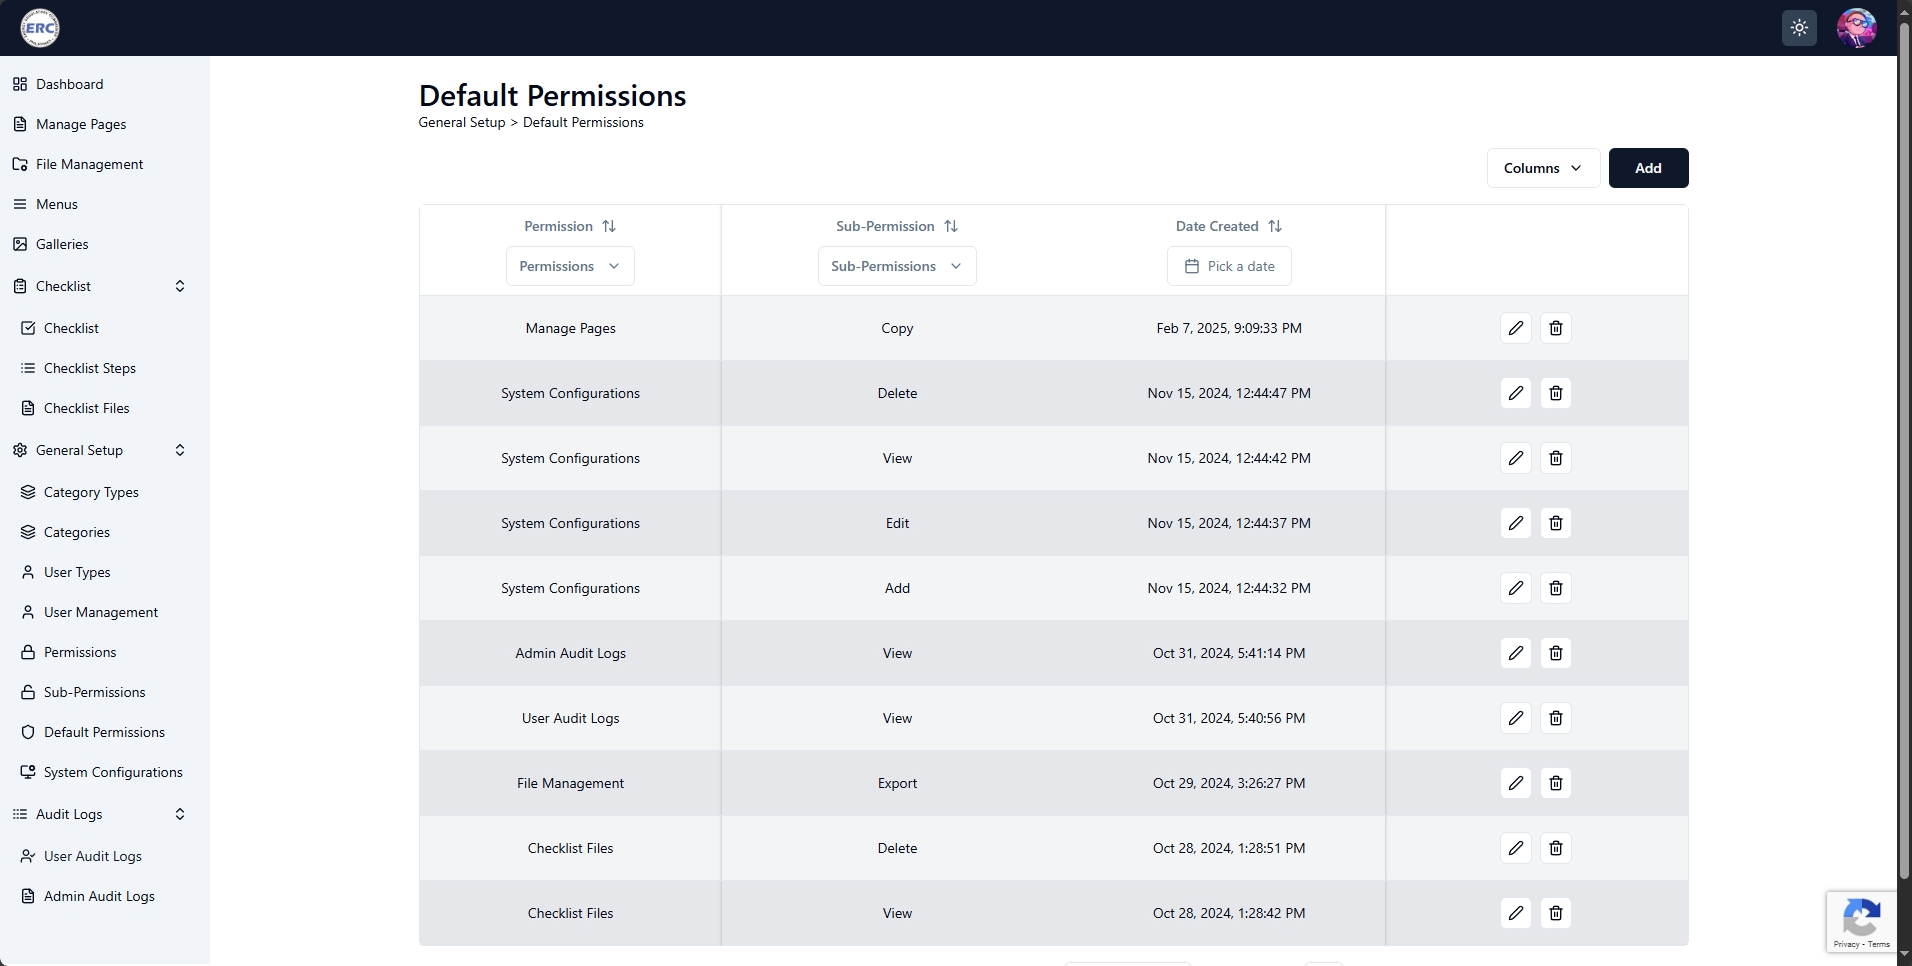 ERC
Dashboard
Manage Pages
File Management
Menus
Galleries
Checklist
Checklist
Checklist Steps
Checklist Files
General Setup
Category Types
Categories
User Types
User Management
Permissions
Sub-Permissions
Default Permissions
System Configurations
Audit Logs
User Audit Logs
Admin Audit Logs
Default Permissions
General Setup > Default Permissions
Columns Add
Permission Sub-Permission Date Created
Permissions Sub-Permissions Pick a date
Manage Pages Copy Feb 7, 2025, 9:09:33 PM
System Configurations Delete Nov 15, 2024, 12:44:47 PM
System Configurations View Nov 15, 2024, 12:44:42 PM
System Configurations Edit Nov 15, 2024, 12:44:37 PM
System Configurations Add Nov 15, 2024, 12:44:32 PM
Admin Audit Logs View Oct 31, 2024, 5:41:14 PM
User Audit Logs View Oct 31, 2024, 5:40:56 PM
File Management Export Oct 29, 2024, 3:26:27 PM
Checklist Files Delete Oct 28, 2024, 1:28:51 PM
Checklist Files View Oct 28, 2024, 1:28:42 PM
Privacy - Terms